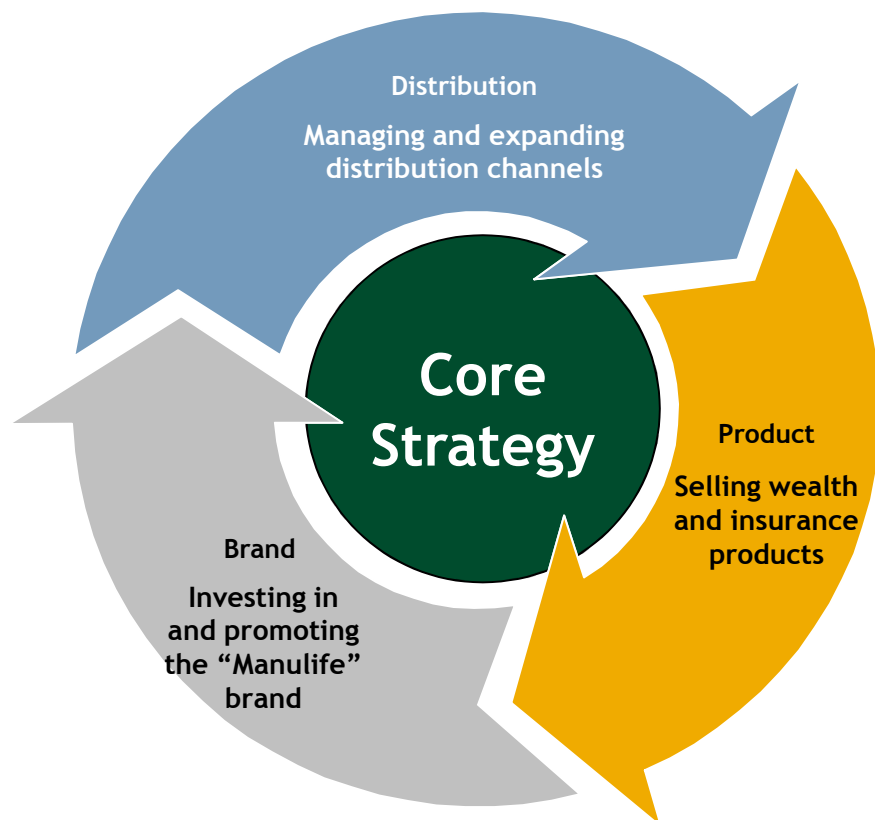 Distribution
Managing and expanding
distribution channels
Core
Strategy
Product
Selling wealth
and insurance
products
Brand
Investing in
and promoting
the “Manulife”
brand